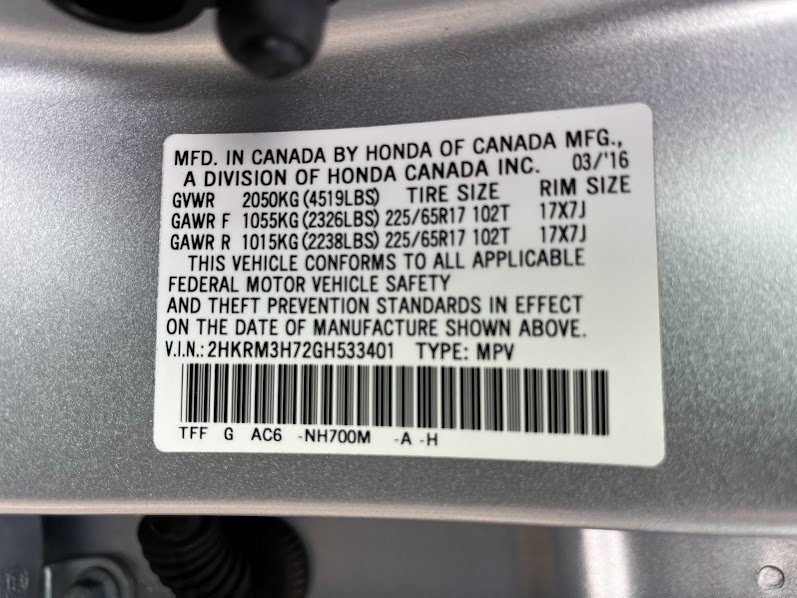 MFD. IN CANADA BY HONDA OF CANADA MFG.,
A DIVISION OF HONDA CANADA INC. 03/'16
GVWR 2050KG (4519LBS) TIRE SIZE RIM SIZE
GAWR F 1055KG (2326LBS) 225/65R17 102T 17X7J
GAWR R 1015KG (2238LBS) 225/65R17 102T 17X7J
THIS VEHICLE CONFORMS TO ALL APPLICABLE
FEDERAL MOTOR VEHICLE SAFETY
AND THEFT PREVENTION STANDARDS IN EFFECT
ON THE DATE OF MANUFACTURE SHOWN ABOVE.
V.I.N.: 2HKRM3H72GH533401 TYPE: MPV
TFF G AC6 -NH700M -A -H